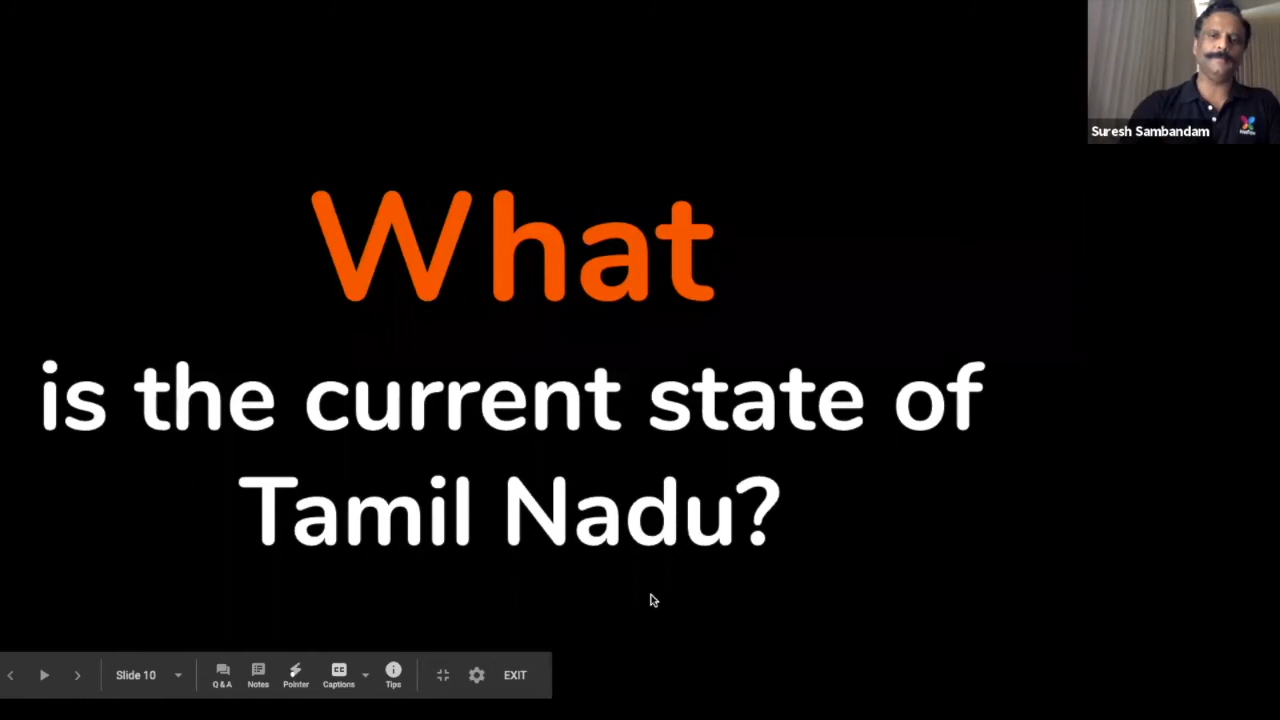 Suresh Sambandam
What
is the current state of
Tamil Nadu?
Slide 10
Q & A
Notes
Pointer
Captions
Tips
EXIT